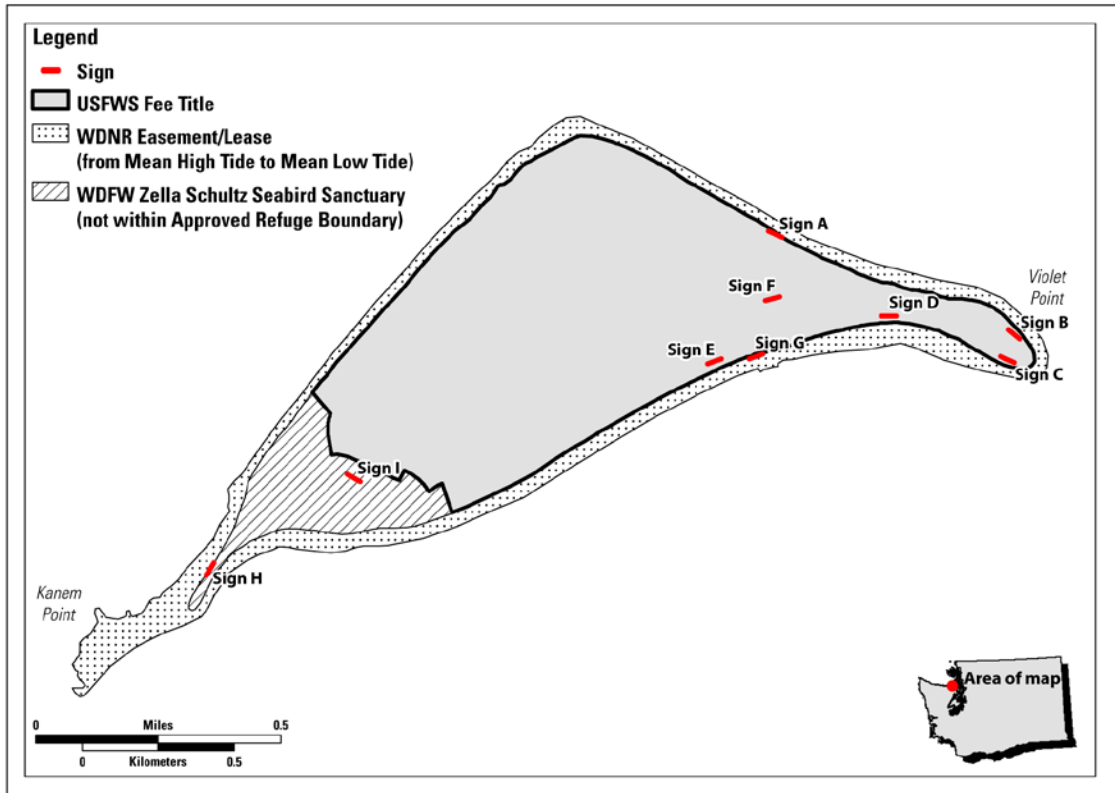 Legend
Sign
USFWS Fee Title
WDNR Easement/Lease
(from Mean High Tide to Mean Low Tide)
WDFW Zella Schultz Seabird Sanctuary
(not within Approved Refuge Boundary)
Sign A
Violet
Point
Sign F
Sign D
Sign B
Sign E
Sign G
Sign C
Sign I
Sign H
Kanem
Point
Area of map
0 Miles 0.5
0 Kilometers 0.5